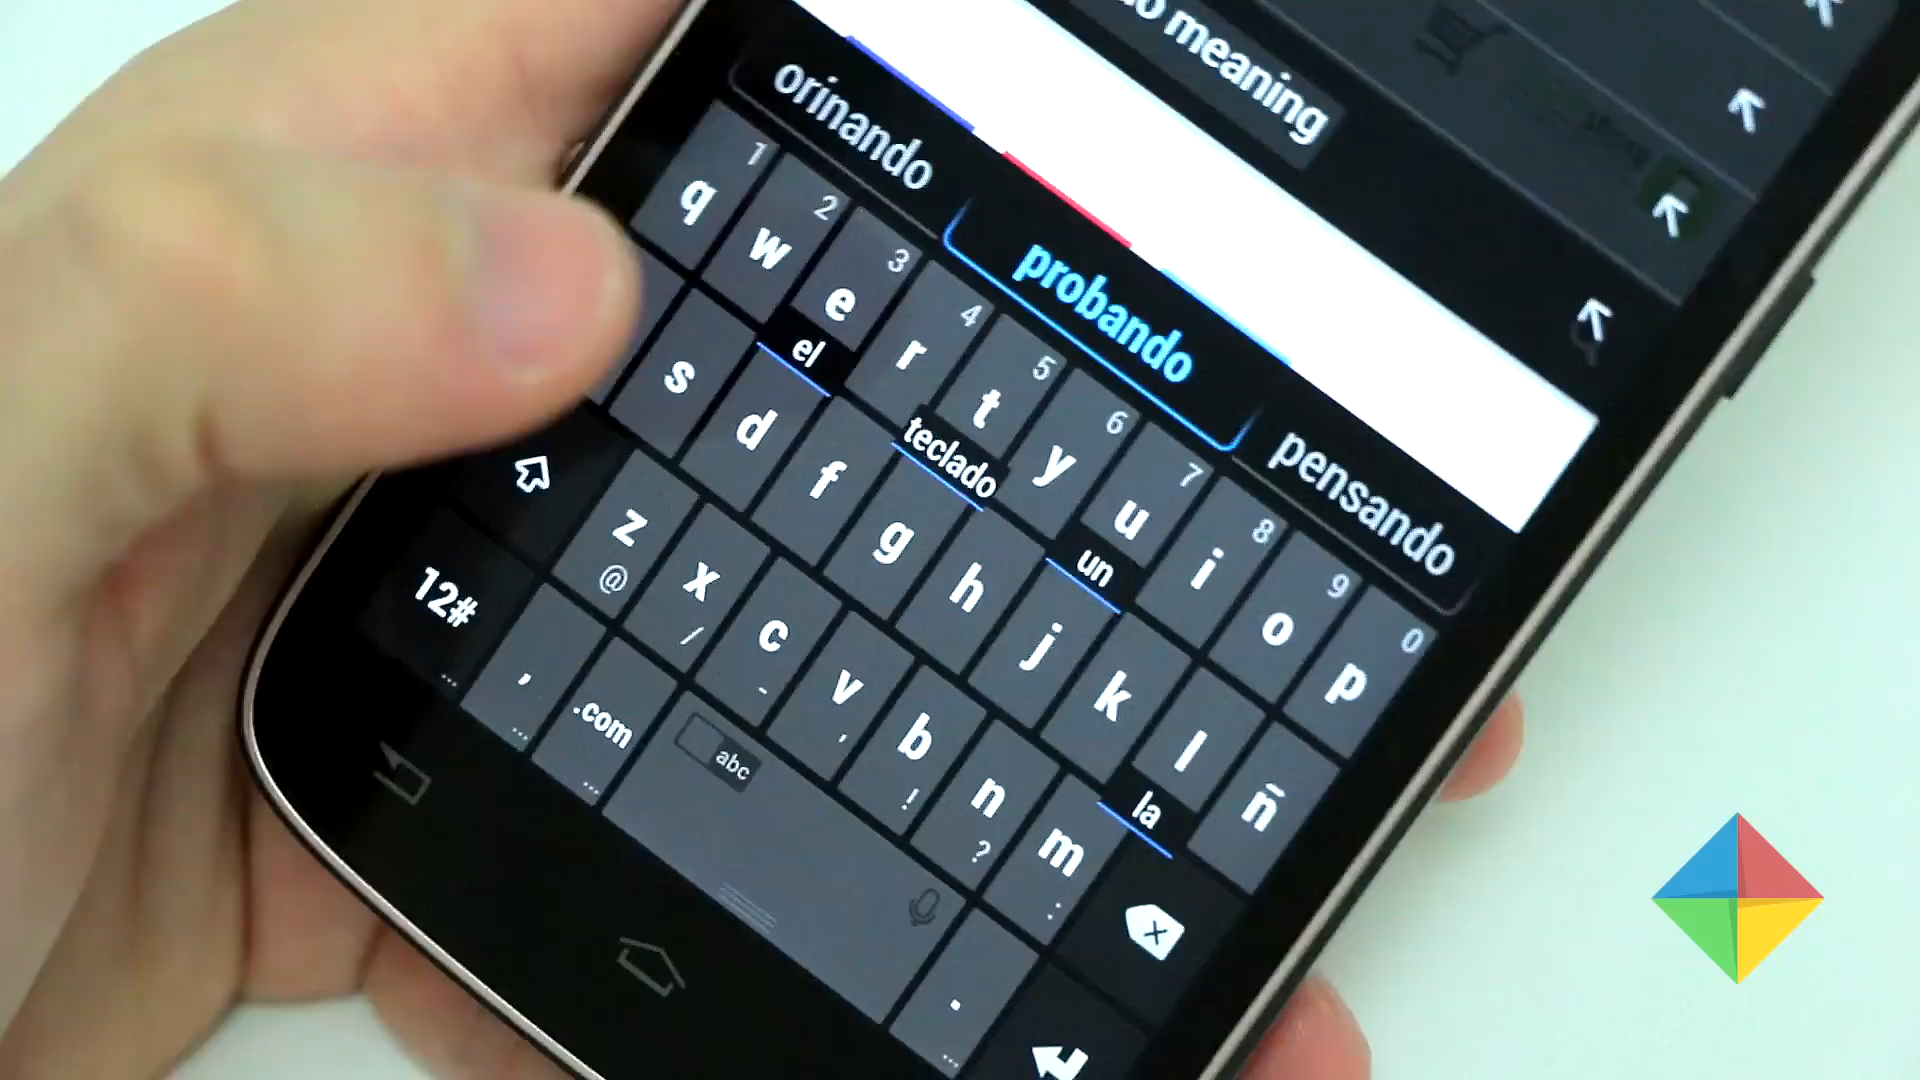 meaning
orinando
probando
pensando
1 2 3 4 5 6 7 8 9 0
q w e r t y u i o p
el teclado un la
s d f g h j k l ñ
z x c v b n m
@ / - , ! ? :
12# , .com abc .
... ... ... ...